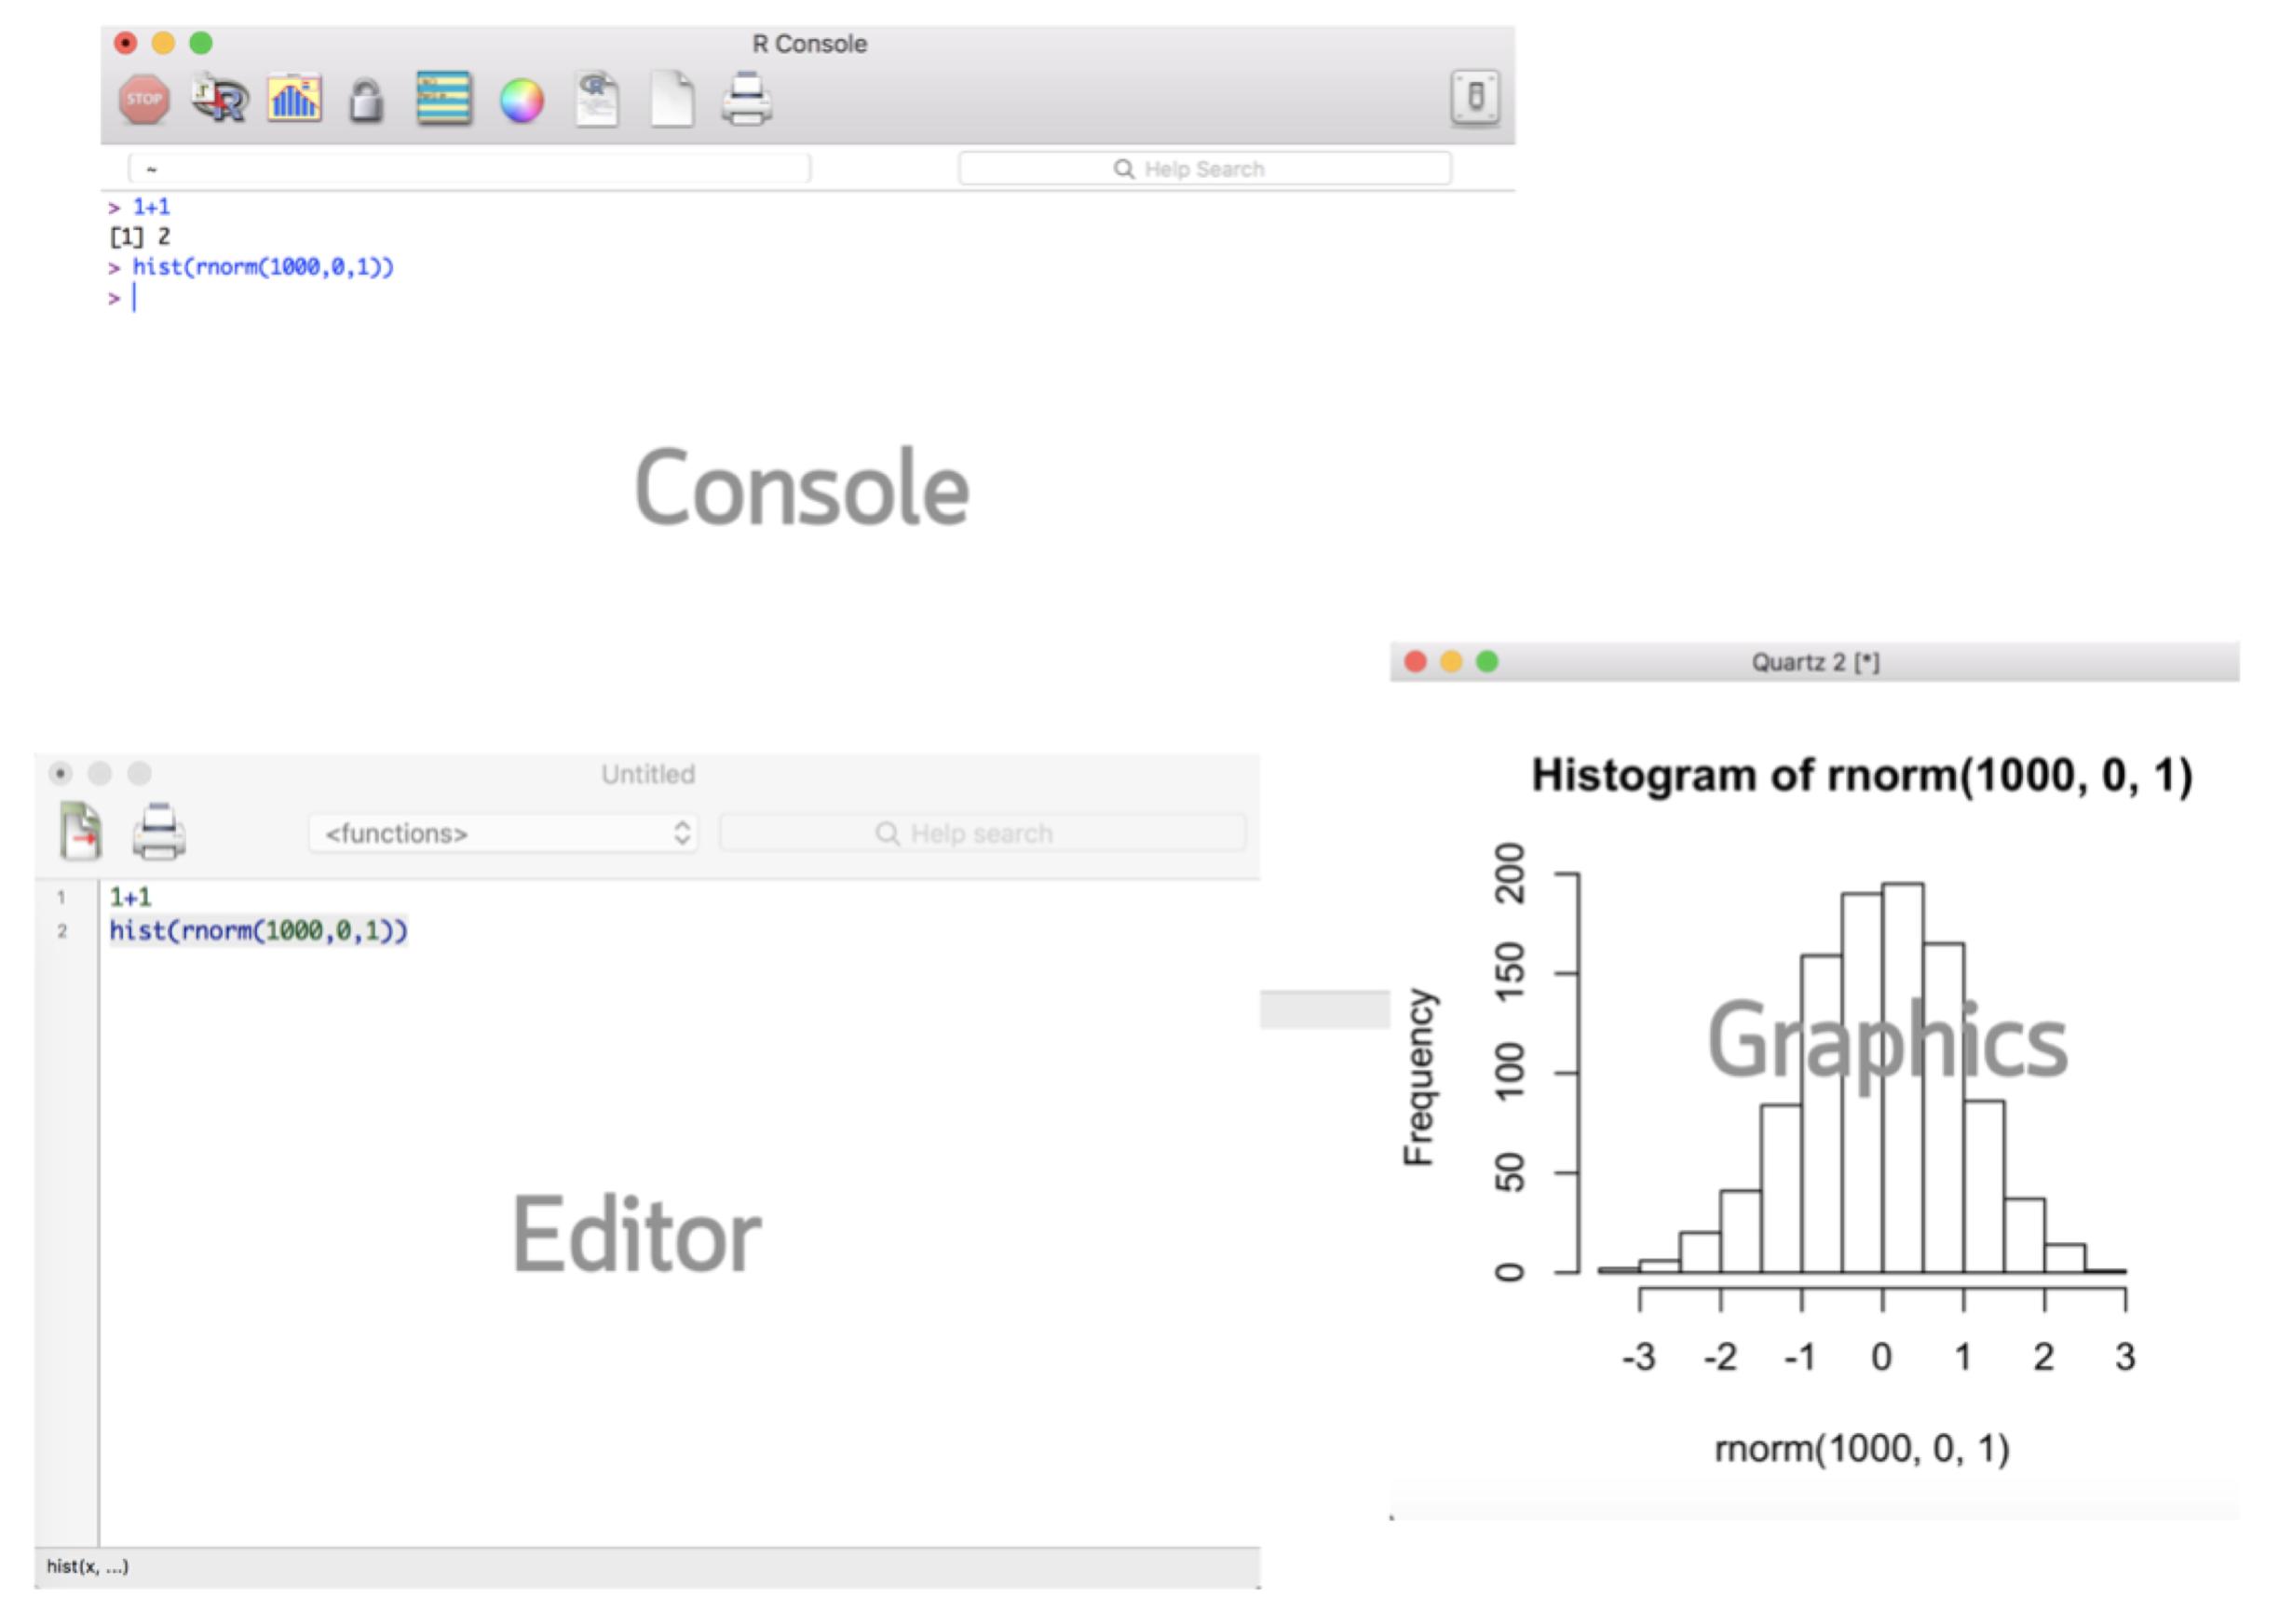 R Console
STOP
~
Help Search
> 1+1
[1] 2
> hist(rnorm(1000,0,1))
>
Console
Untitled
<functions>
Help search
1 1+1
2 hist(rnorm(1000,0,1))
Editor
hist(x, ...)
Quartz 2 [*]
Histogram of rnorm(1000, 0, 1)
Frequency
200
150
100
50
0
Graphics
-3 -2 -1 0 1 2 3
rnorm(1000, 0, 1)